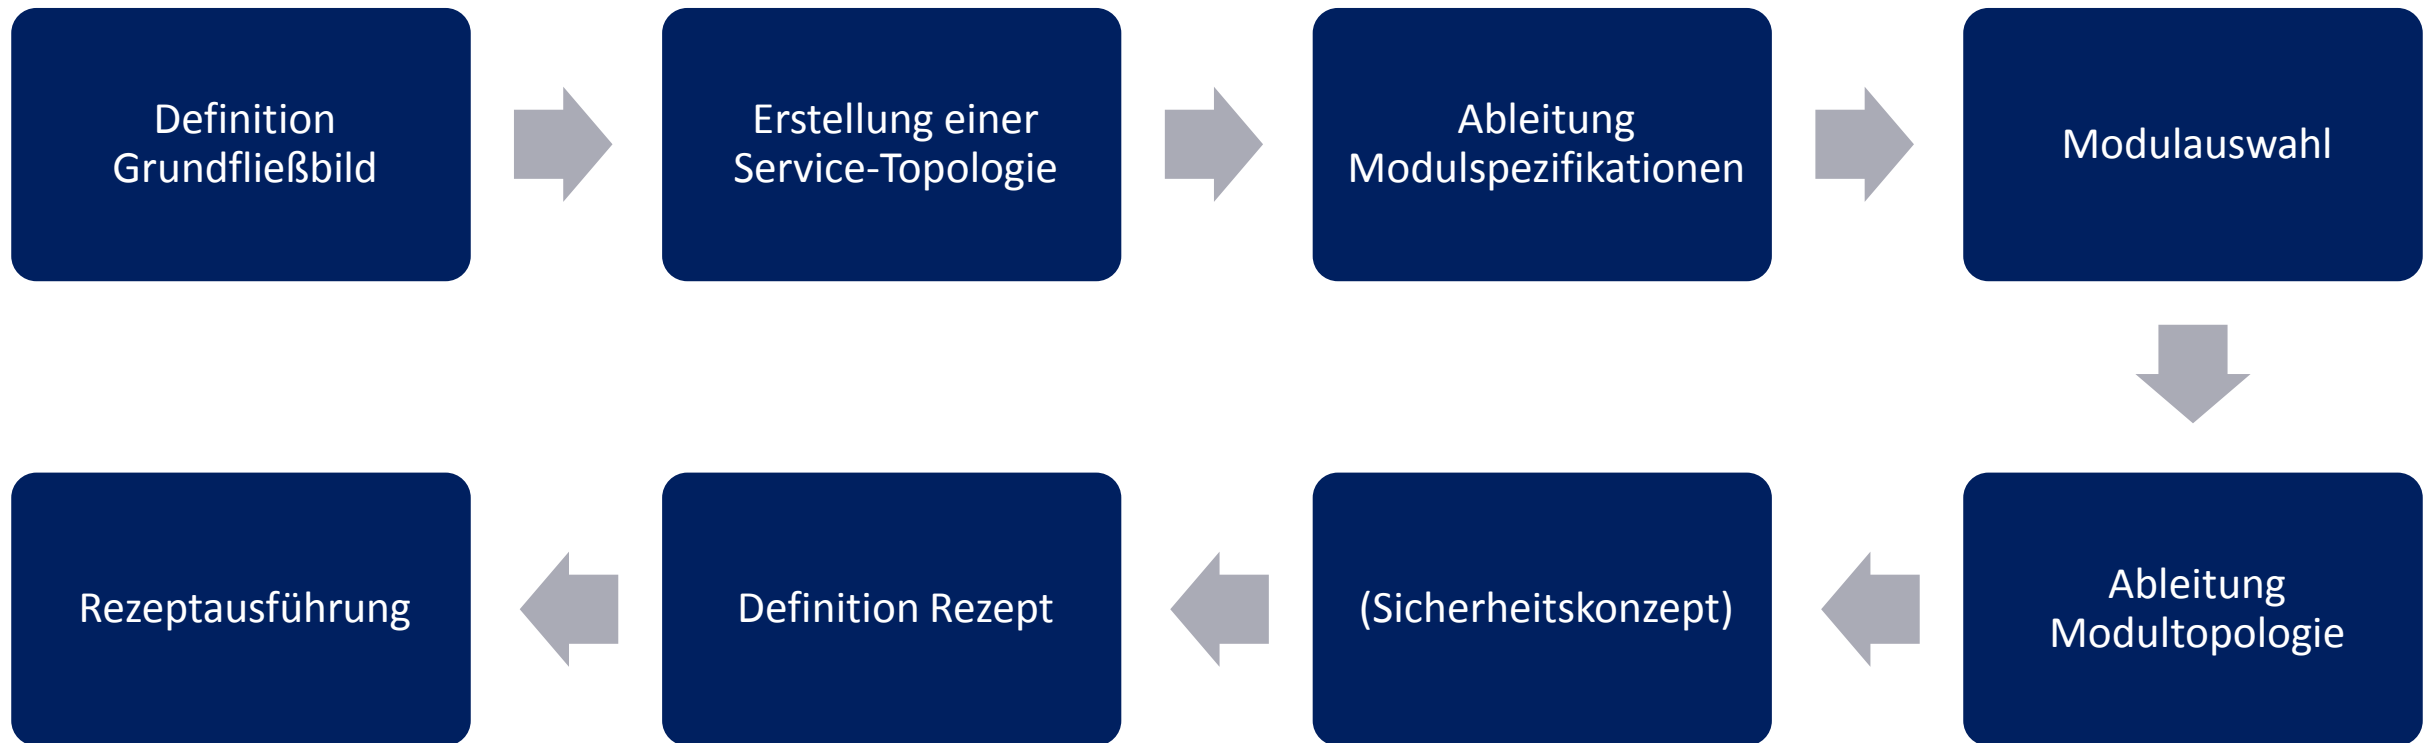 Definition
Grundfließbild
Erstellung einer
Service-Topologie
Ableitung
Modulspezifikationen
Modulauswahl
Ableitung
Modultopologie
(Sicherheitskonzept)
Definition Rezept
Rezeptausführung